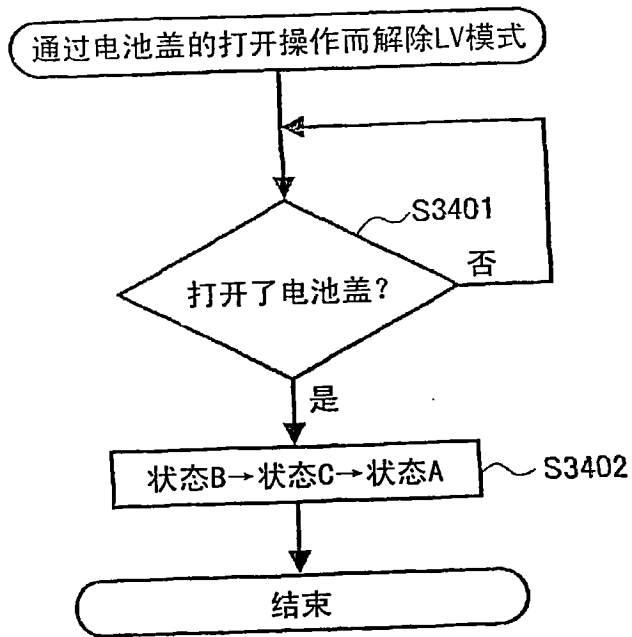 通过电池盖的打开操作而解除LV模式
S3401
打开了电池盖?
否
是
状态B→状态C→状态A
S3402
结束